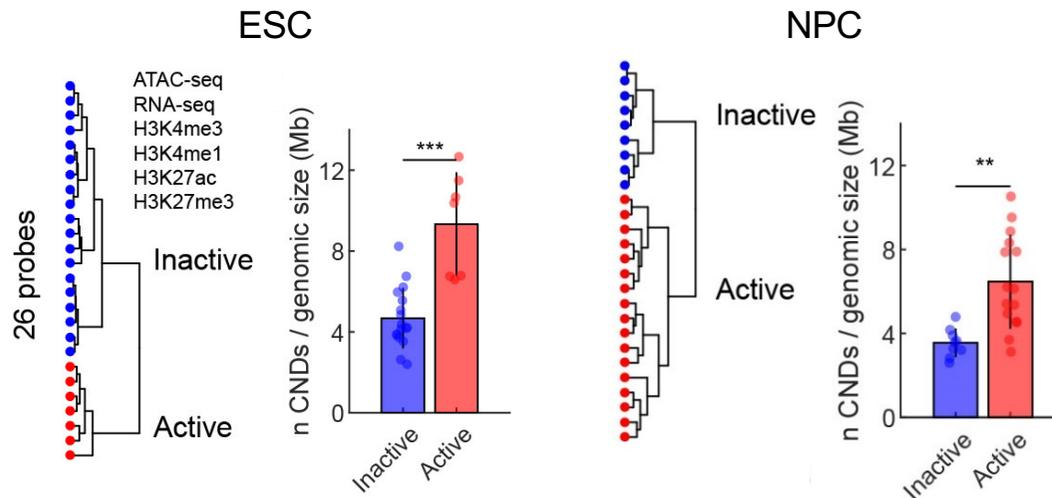 ESC
NPC
ATAC-seq
RNA-seq
H3K4me3
H3K4me1
H3K27ac
H3K27me3
26 probes
Inactive
Active
n CNDs / genomic size (Mb)
12
8
4
0
***
Inactive
Active
Inactive
Active
n CNDs / genomic size (Mb)
12
8
4
0
**
Inactive
Active